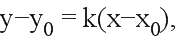 y−y₀ = k(x−x₀),